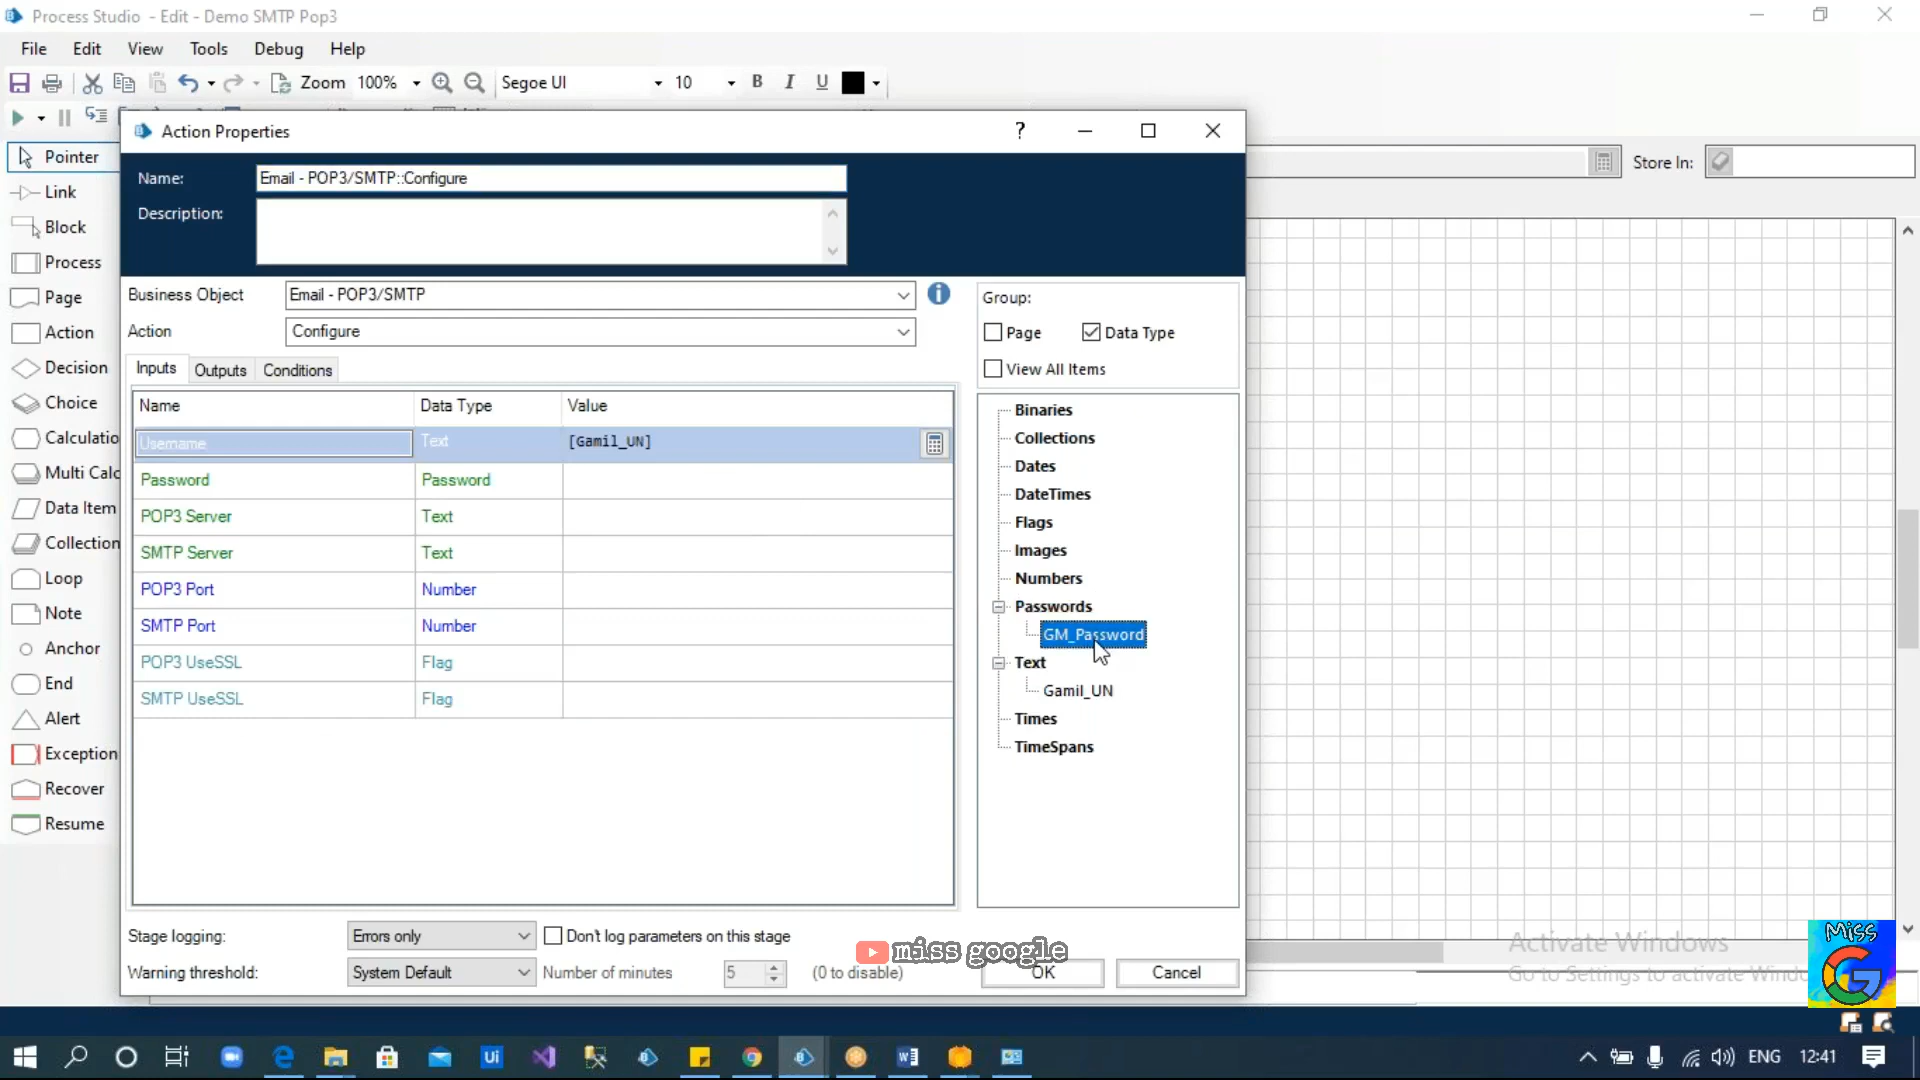 Process Studio - Edit - Demo SMTP Pop3
File Edit View Tools Debug Help
Zoom 100% Segoe UI 10 B I U
Action Properties ?
Pointer
Link
Block
Process
Page
Action
Decision
Choice
Calculatio
Multi Calc
Data Item
Collection
Loop
Note
Anchor
End
Alert
Exception
Recover
Resume
Name: Email - POP3/SMTP::Configure
Description:
Store In:
Business Object Email - POP3/SMTP i
Action Configure
Inputs Outputs Conditions
Name Data Type Value
Username Text [Gamil_UN]
Password Password
POP3 Server Text
SMTP Server Text
POP3 Port Number
SMTP Port Number
POP3 UseSSL Flag
SMTP UseSSL Flag
Group:
Page Data Type
View All Items
Binaries
Collections
Dates
DateTimes
Flags
Images
Numbers
Passwords
GM_Password
Text
Gamil_UN
Times
TimeSpans
Stage logging: Errors only Don't log parameters on this stage
Warning threshold: System Default Number of minutes 5 (0 to disable)
miss google
OK Cancel
Activate Windows
Go to Settings to activate Windo
Miss
G
Ui
ENG 12:41